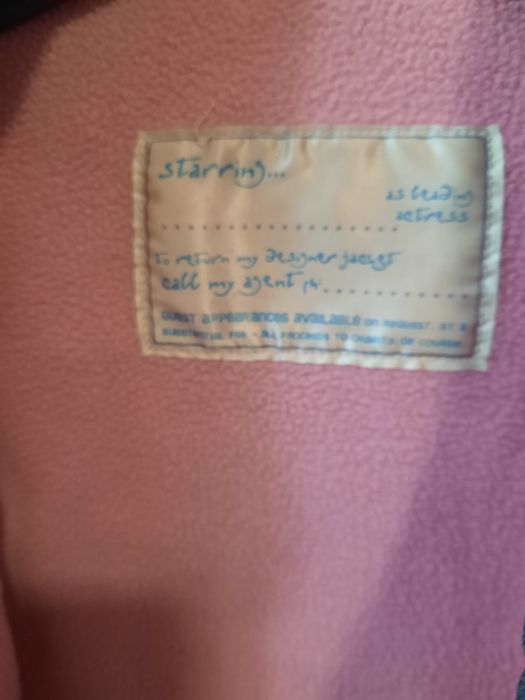 starring...
as leading
actress
..................
to return my designer jacket
call my agent ph:............
GUEST APPEARANCES AVAILABLE ON REQUEST, AT A
SUBSTANTIAL FEE - ALL PROCEEDS TO CHARITY OF COURSE.